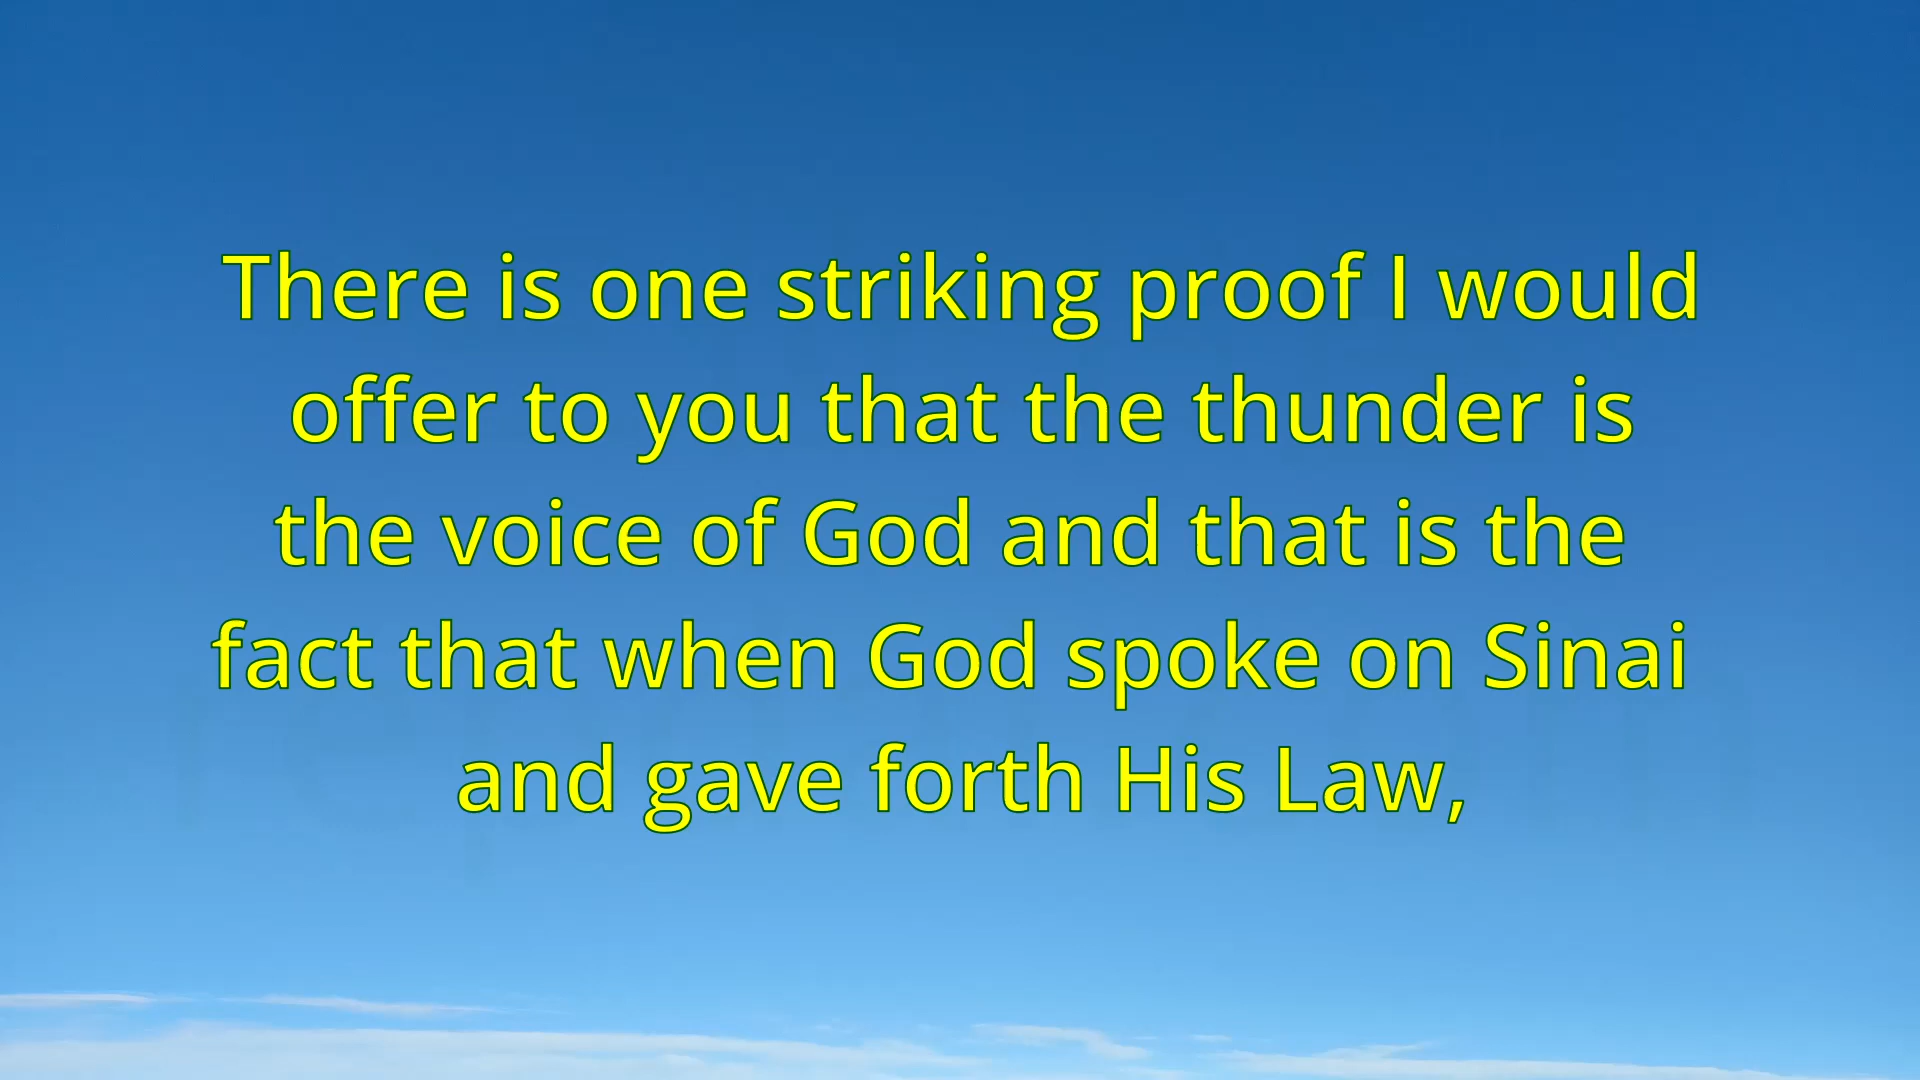 There is one striking proof I would
offer to you that the thunder is
the voice of God and that is the
fact that when God spoke on Sinai
and gave forth His Law,